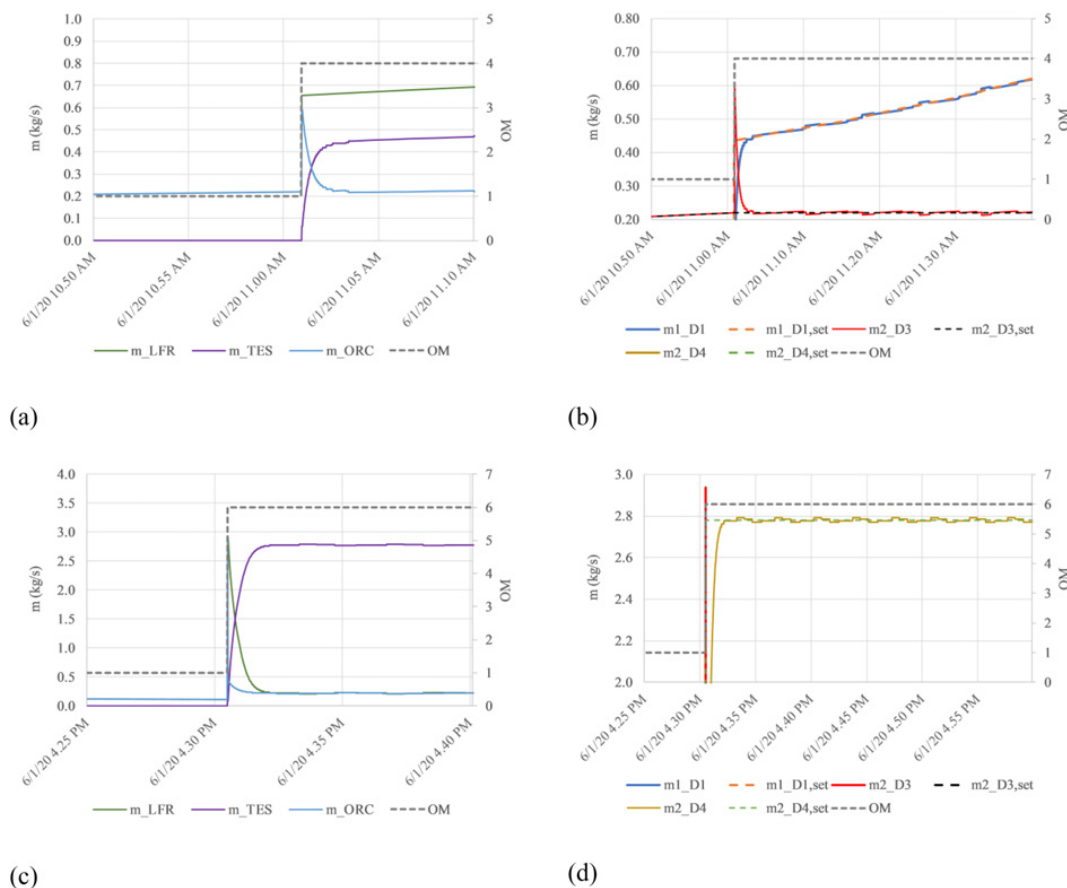 1.0
0.9
0.8
0.7
0.6
0.5
0.4
0.3
0.2
0.1
0.0
m (kg/s)
5
4
3
2
1
0
OM
6/1/20 10.50 AM
6/1/20 10.55 AM
6/1/20 11.00 AM
6/1/20 11.05 AM
6/1/20 11.10 AM
m_LFR m_TES m_ORC OM
(a)
0.80
0.70
0.60
0.50
0.40
0.30
0.20
m (kg/s)
5
4
3
2
1
0
OM
6/1/20 10.50 AM
6/1/20 11.00 AM
6/1/20 11.10 AM
6/1/20 11.20 AM
6/1/20 11.30 AM
m1_D1 m1_D1,set m2_D3 m2_D3,set
m2_D4 m2_D4,set OM
(b)
4.0
3.5
3.0
2.5
2.0
1.5
1.0
0.5
0.0
m (kg/s)
7
6
5
4
3
2
1
0
OM
6/1/20 4.25 PM
6/1/20 4.30 PM
6/1/20 4.35 PM
6/1/20 4.40 PM
m_LFR m_TES m_ORC OM
(c)
3.0
2.8
2.6
2.4
2.2
2.0
m (kg/s)
7
6
5
4
3
2
1
0
OM
6/1/20 4.25 PM
6/1/20 4.30 PM
6/1/20 4.35 PM
6/1/20 4.40 PM
6/1/20 4.45 PM
6/1/20 4.50 PM
6/1/20 4.55 PM
m1_D1 m1_D1,set m2_D3 m2_D3,set
m2_D4 m2_D4,set OM
(d)